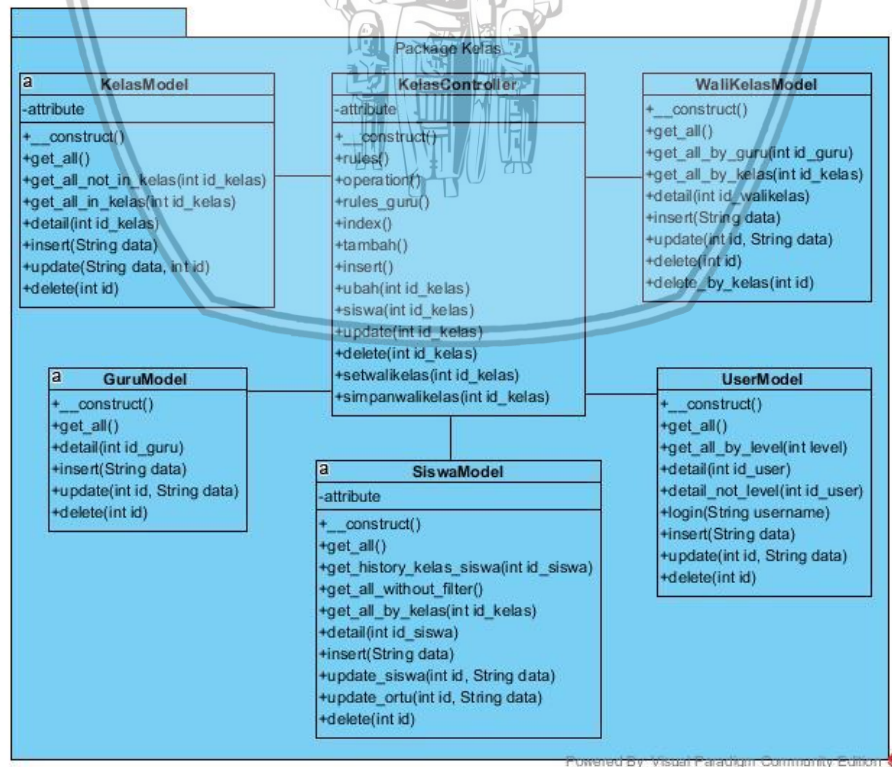 Package Kelas
a
KelasModel
-attribute
+__construct()
+get_all()
+get_all_not_in_kelas(int id_kelas)
+get_all_in_kelas(int id_kelas)
+detail(int id_kelas)
+insert(String data)
+update(String data, int id)
+delete(int id)
KelasController
-attribute
+__construct()
+rules()
+operation()
+rules_guru()
+index()
+tambah()
+insert()
+ubah(int id_kelas)
+siswa(int id_kelas)
+update(int id_kelas)
+delete(int id_kelas)
+setwalikelas(int id_kelas)
+simpanwalikelas(int id_kelas)
WaliKelasModel
+__construct()
+get_all()
+get_all_by_guru(int id_guru)
+get_all_by_kelas(int id_kelas)
+detail(int id_walikelas)
+insert(String data)
+update(int id, String data)
+delete(int id)
+delete_by_kelas(int id)
a
GuruModel
+__construct()
+get_all()
+detail(int id_guru)
+insert(String data)
+update(int id, String data)
+delete(int id)
a
SiswaModel
-attribute
+__construct()
+get_all()
+get_history_kelas_siswa(int id_siswa)
+get_all_without_filter()
+get_all_by_kelas(int id_kelas)
+detail(int id_siswa)
+insert(String data)
+update_siswa(int id, String data)
+update_ortu(int id, String data)
+delete(int id)
UserModel
+__construct()
+get_all()
+get_all_by_level(int level)
+detail(int id_user)
+detail_not_level(int id_user)
+login(String username)
+insert(String data)
+update(int id, String data)
+delete(int id)
Powered By Visual Paradigm Community Edition